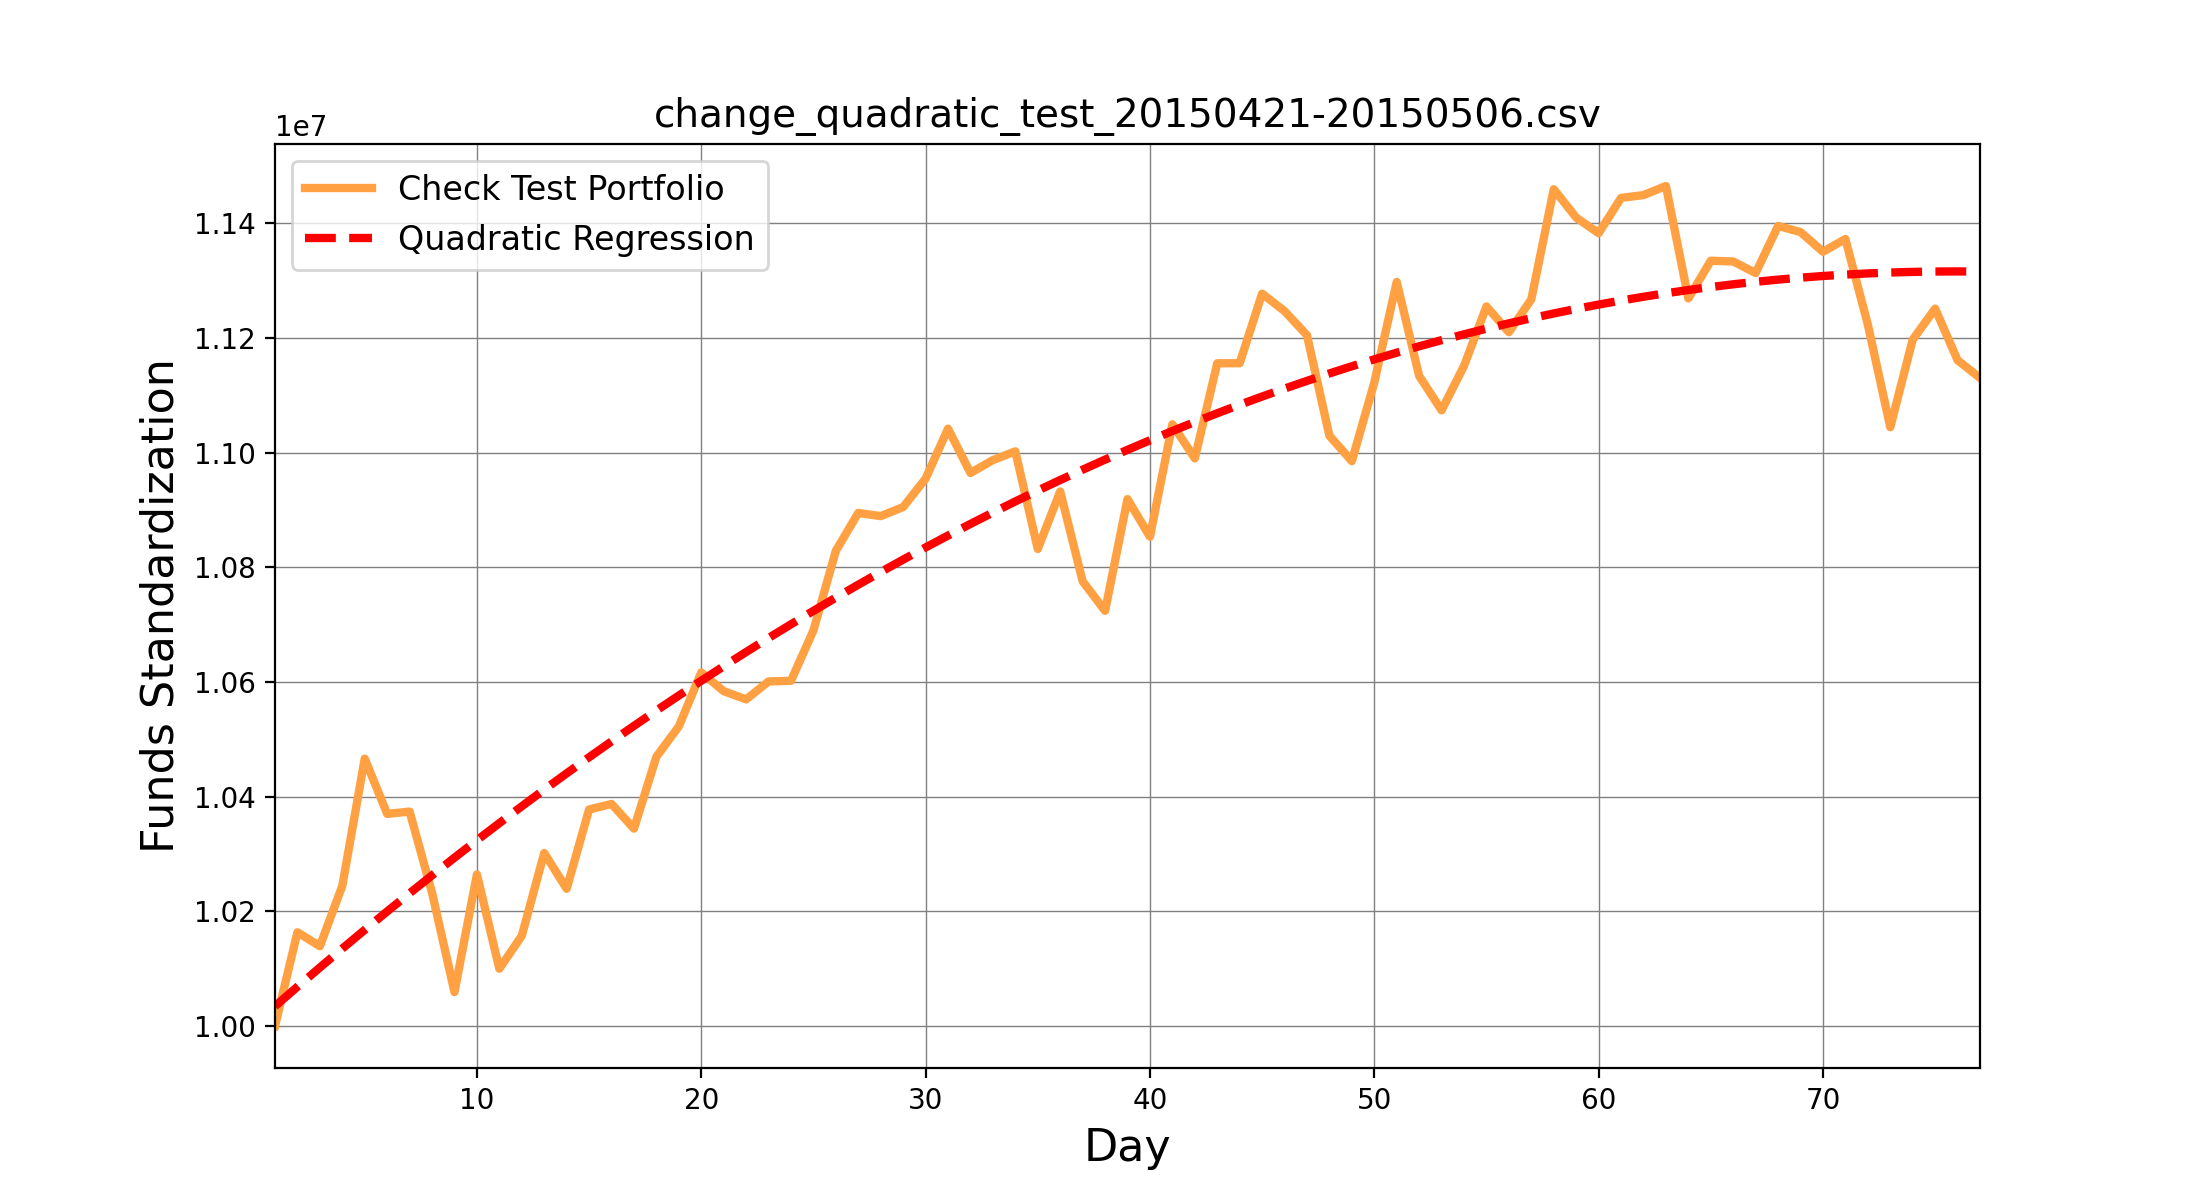 change_quadratic_test_20150421-20150506.csv
1e7
Check Test Portfolio
Quadratic Regression
1.14
1.12
1.10
1.08
1.06
1.04
1.02
1.00
Funds Standardization
10 20 30 40 50 60 70
Day